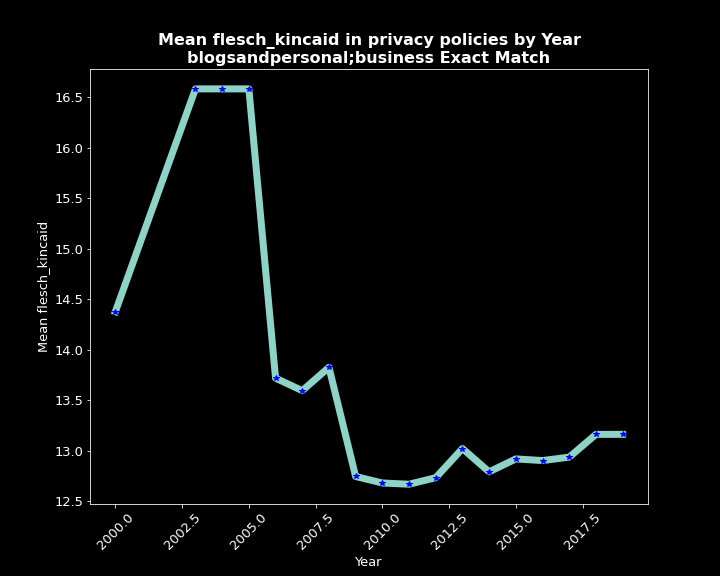 Mean flesch_kincaid in privacy policies by Year
blogsandpersonal;business Exact Match
16.5
16.0
15.5
15.0
14.5
14.0
13.5
13.0
12.5
Mean flesch_kincaid
2000.0 2002.5 2005.0 2007.5 2010.0 2012.5 2015.0 2017.5
Year